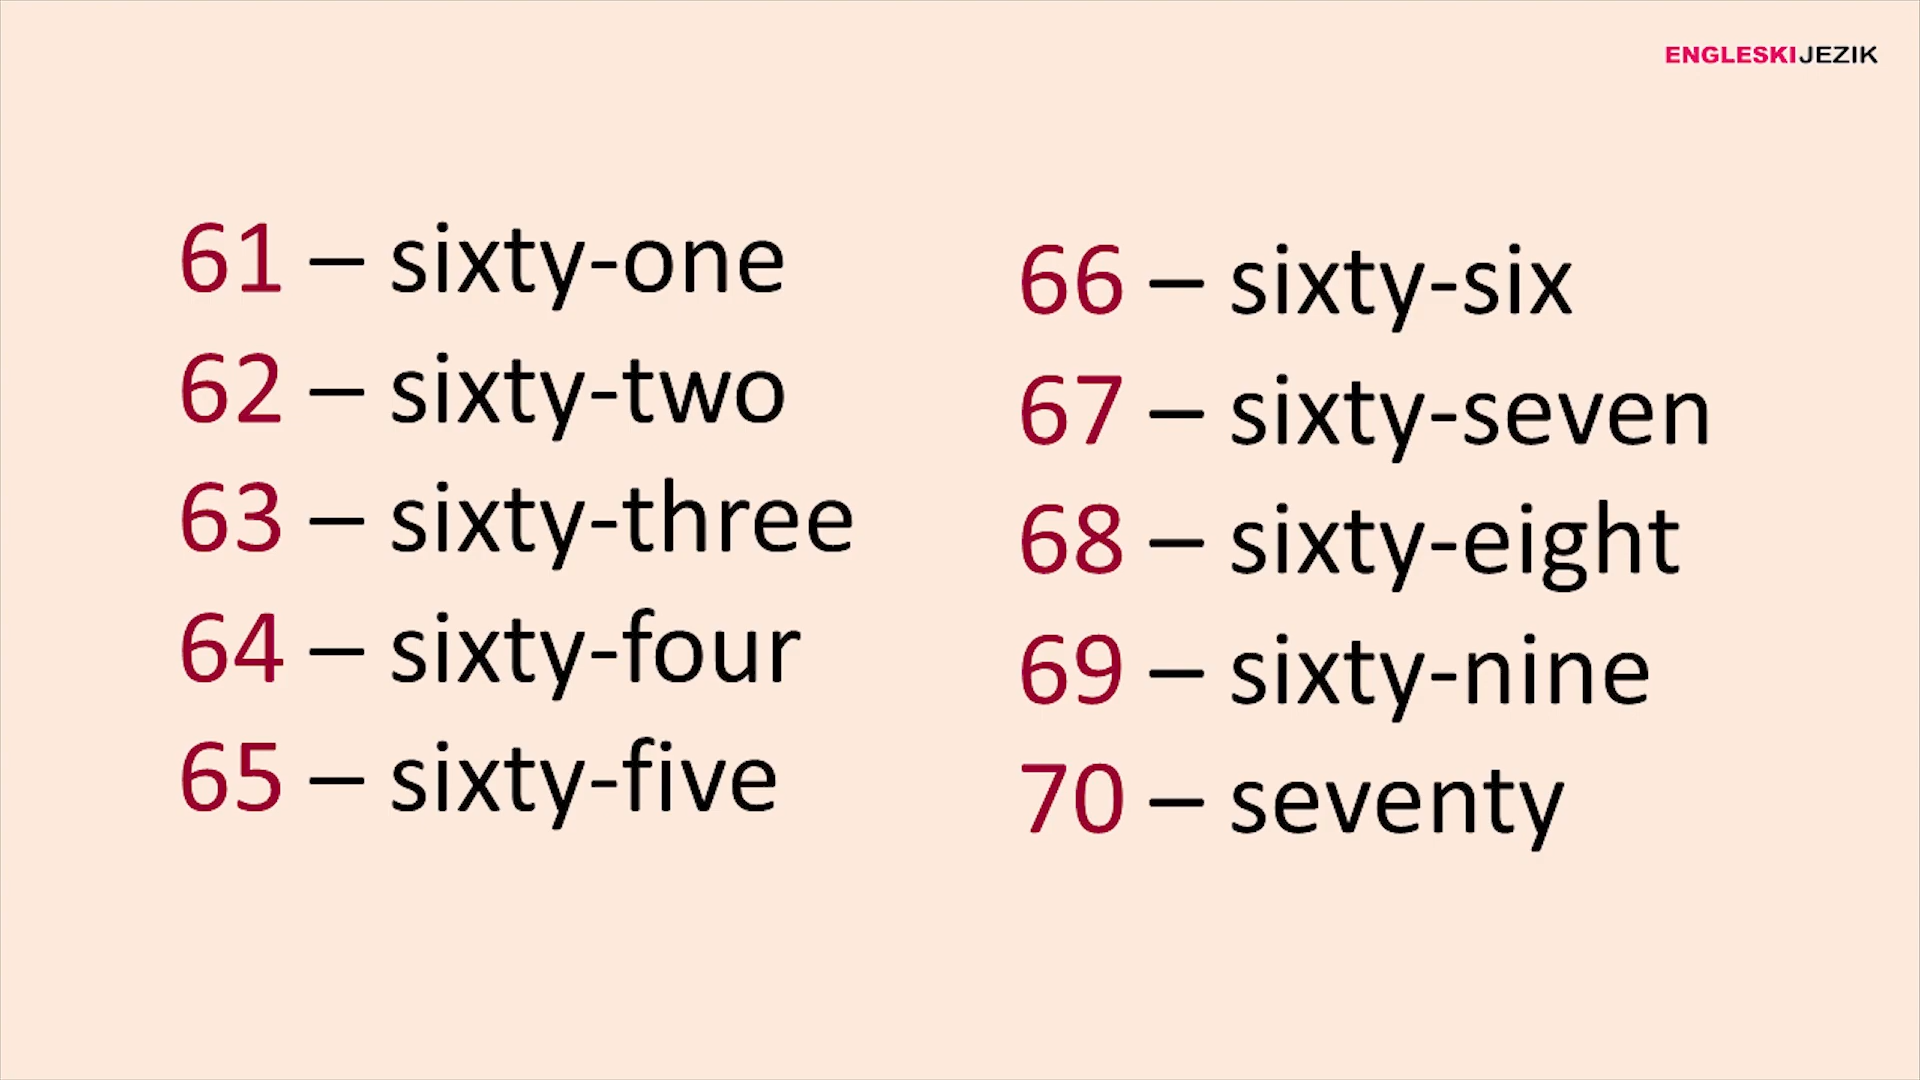 ENGLESKIJEZIK
61 – sixty-one
62 – sixty-two
63 – sixty-three
64 – sixty-four
65 – sixty-five
66 – sixty-six
67 – sixty-seven
68 – sixty-eight
69 – sixty-nine
70 – seventy